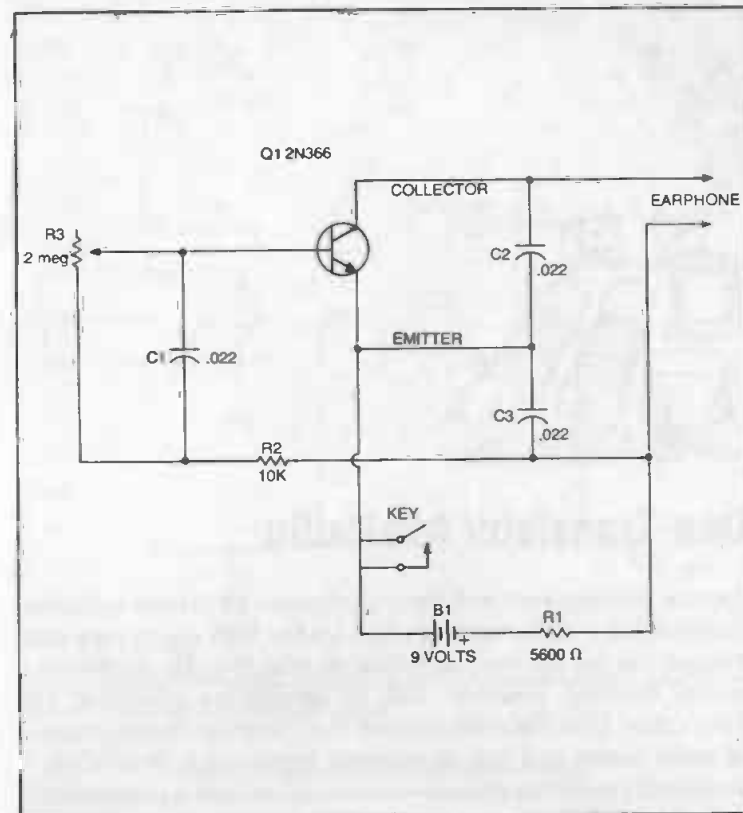 Q1 2N366
COLLECTOR
EARPHONE
R3
2 meg
C2
.022
EMITTER
C1
.022
C3
.022
R2
10K
KEY
B1
+
9 VOLTS
R1
5600 Ω